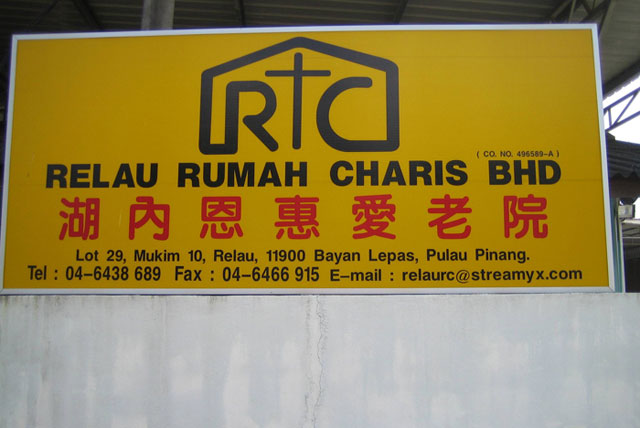 RTC
( CO. NO. 496589-A )
RELAU RUMAH CHARIS BHD
湖內恩惠愛老院
Lot 29, Mukim 10, Relau, 11900 Bayan Lepas, Pulau Pinang.
Tel : 04-6438 689 Fax : 04-6466 915 E-mail : relaurc@streamyx.com